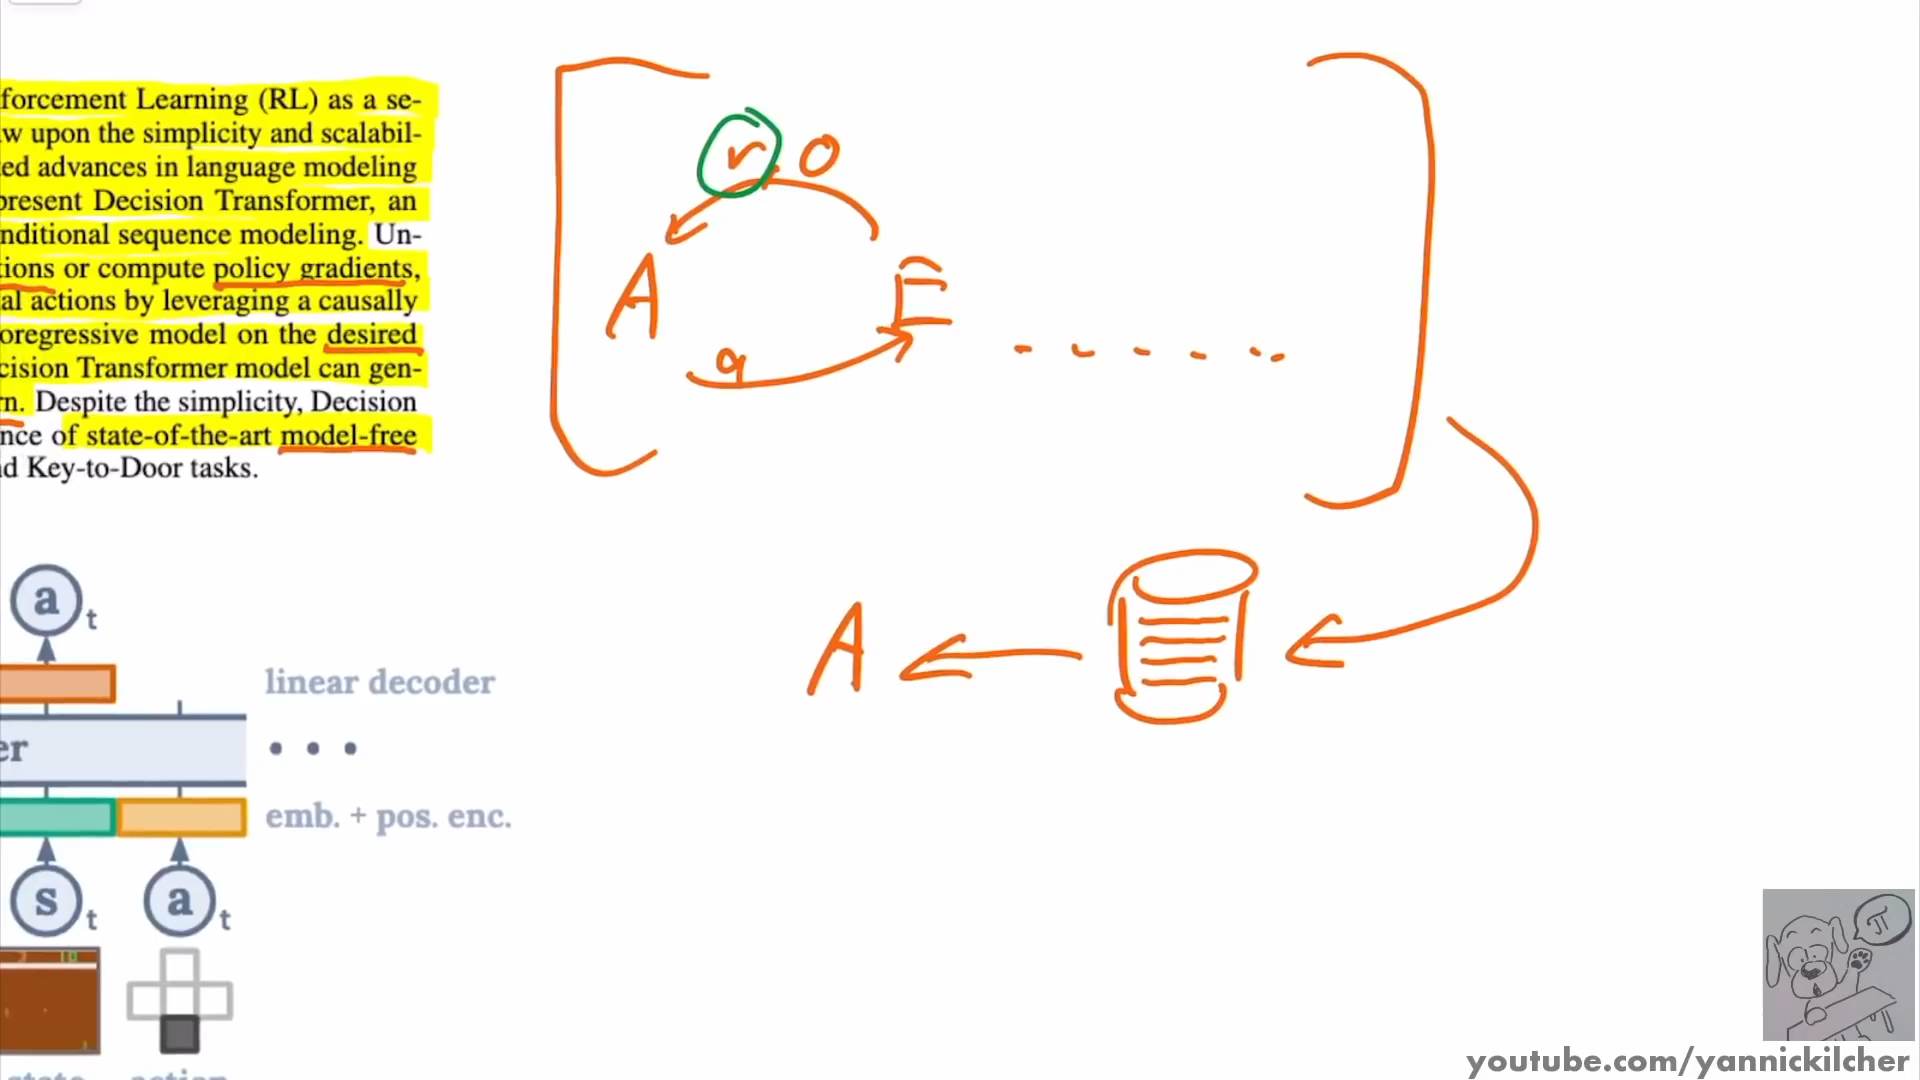 forcement Learning (RL) as a se-
w upon the simplicity and scalabil-
ted advances in language modeling
present Decision Transformer, an
nditional sequence modeling. Un-
tions or compute policy gradients,
al actions by leveraging a causally
oregressive model on the desired
cision Transformer model can gen-
rn. Despite the simplicity, Decision
nce of state-of-the-art model-free
d Key-to-Door tasks.
r, o
A
E
a
A
a t
linear decoder
er
emb. + pos. enc.
s t
a t
state
action
π
youtube.com/yannickilcher